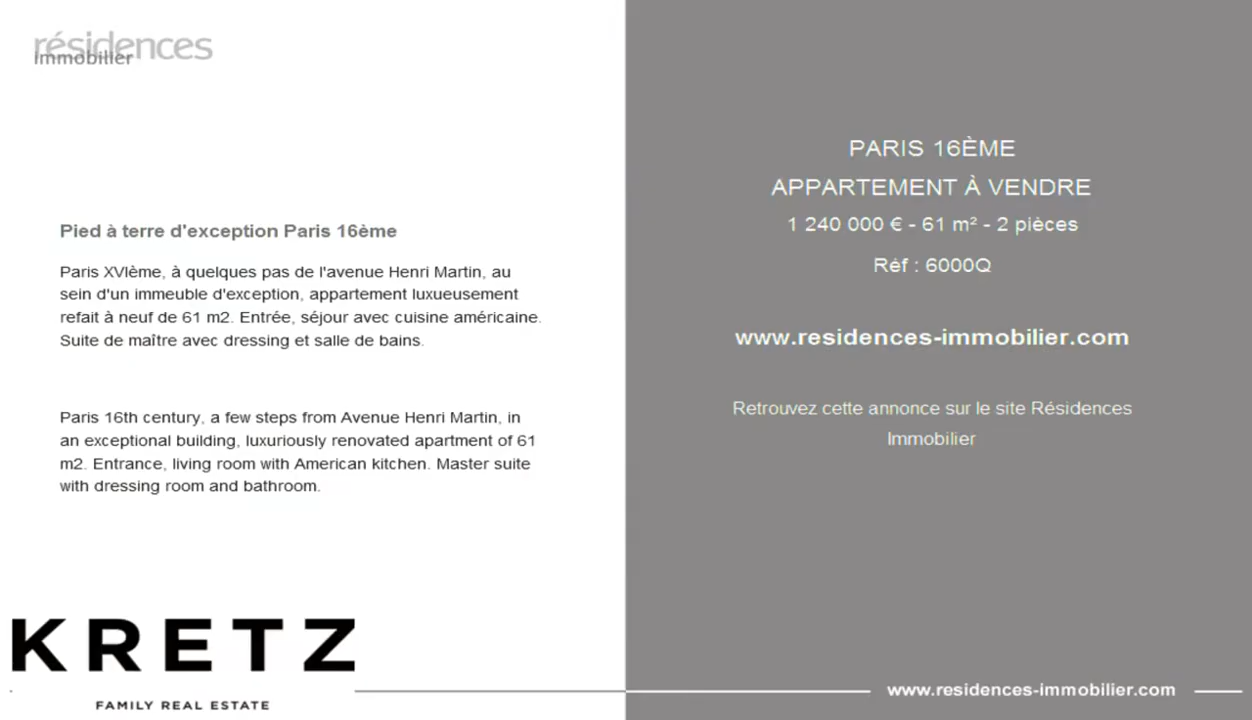 résidences
immobilier
Pied à terre d'exception Paris 16ème
Paris XVIème, à quelques pas de l'avenue Henri Martin, au
sein d'un immeuble d'exception, appartement luxueusement
refait à neuf de 61 m2. Entrée, séjour avec cuisine américaine.
Suite de maître avec dressing et salle de bains.
Paris 16th century, a few steps from Avenue Henri Martin, in
an exceptional building, luxuriously renovated apartment of 61
m2. Entrance, living room with American kitchen. Master suite
with dressing room and bathroom.
KRETZ
FAMILY REAL ESTATE
PARIS 16ÈME
APPARTEMENT À VENDRE
1 240 000 € - 61 m² - 2 pièces
Réf : 6000Q
www.residences-immobilier.com
Retrouvez cette annonce sur le site Résidences
Immobilier
www.residences-immobilier.com